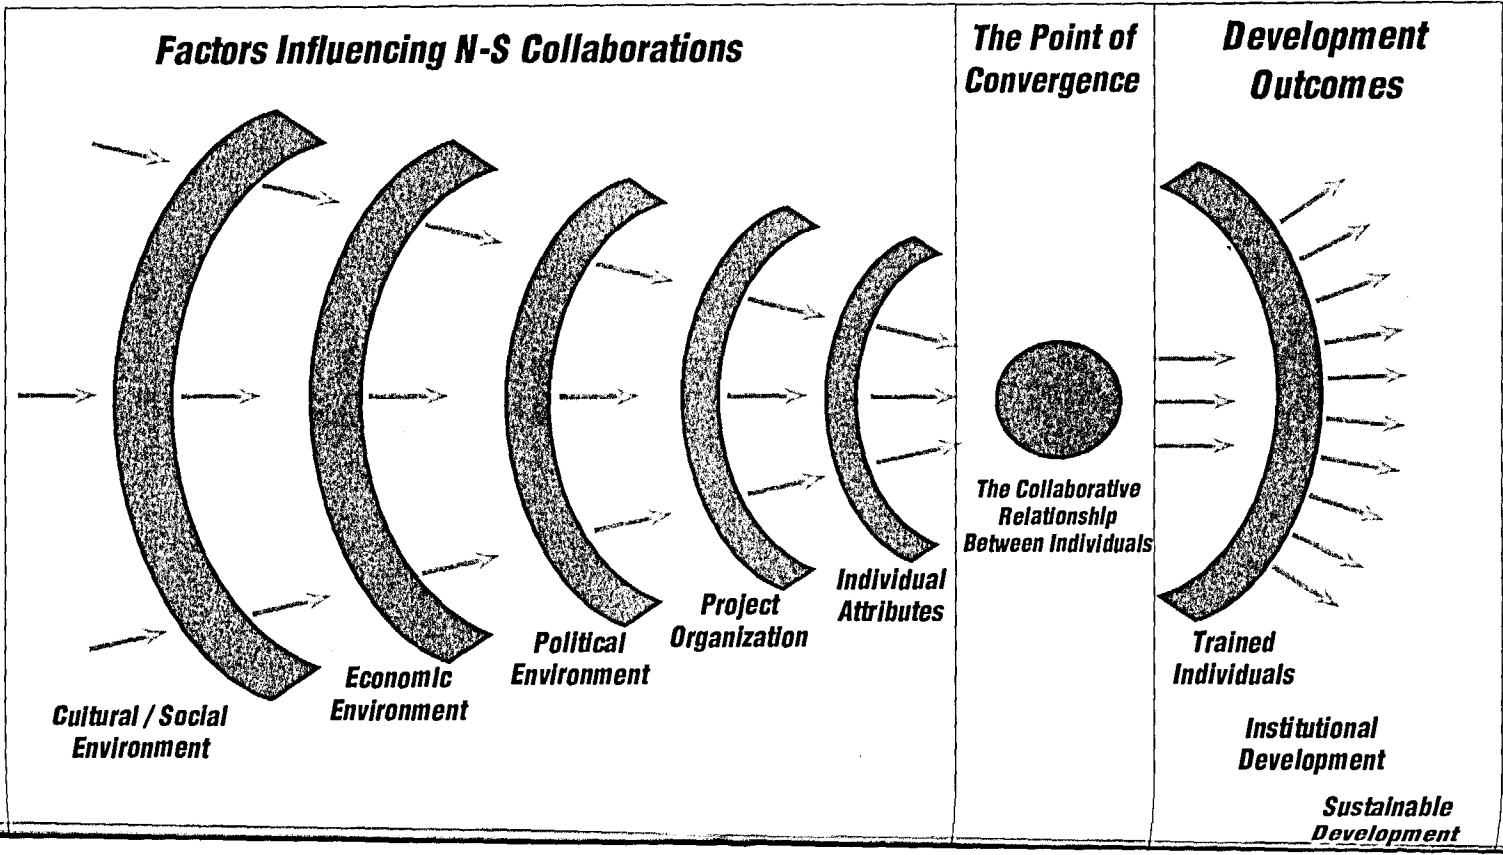 Factors Influencing N-S Collaborations
The Point of
Convergence
Development
Outcomes
Cultural / Social
Environment
Economic
Environment
Political
Environment
Project
Organization
Individual
Attributes
The Collaborative
Relationship
Between Individuals
Trained
Individuals
Institutional
Development
Sustainable
Development